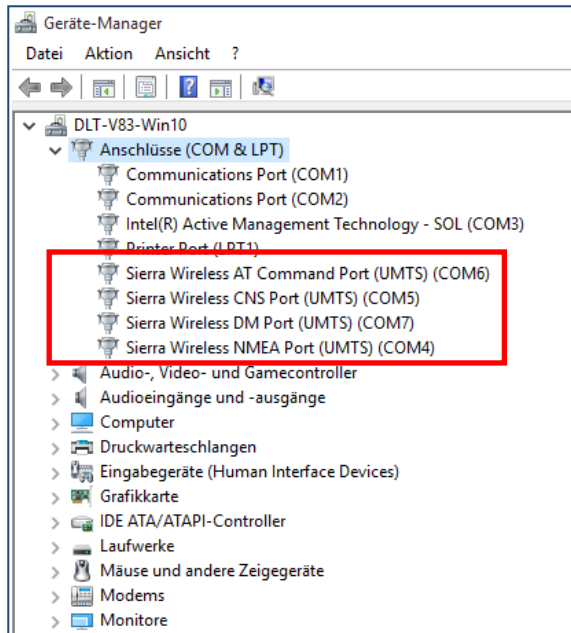 Geräte-Manager
Datei Aktion Ansicht ?
DLT-V83-Win10
Anschlüsse (COM & LPT)
Communications Port (COM1)
Communications Port (COM2)
Intel(R) Active Management Technology - SOL (COM3)
Printer Port (LPT1)
Sierra Wireless AT Command Port (UMTS) (COM6)
Sierra Wireless CNS Port (UMTS) (COM5)
Sierra Wireless DM Port (UMTS) (COM7)
Sierra Wireless NMEA Port (UMTS) (COM4)
Audio-, Video- und Gamecontroller
Audioeingänge und -ausgänge
Computer
Druckwarteschlangen
Eingabegeräte (Human Interface Devices)
Grafikkarte
IDE ATA/ATAPI-Controller
Laufwerke
Mäuse und andere Zeigegeräte
Modems
Monitore